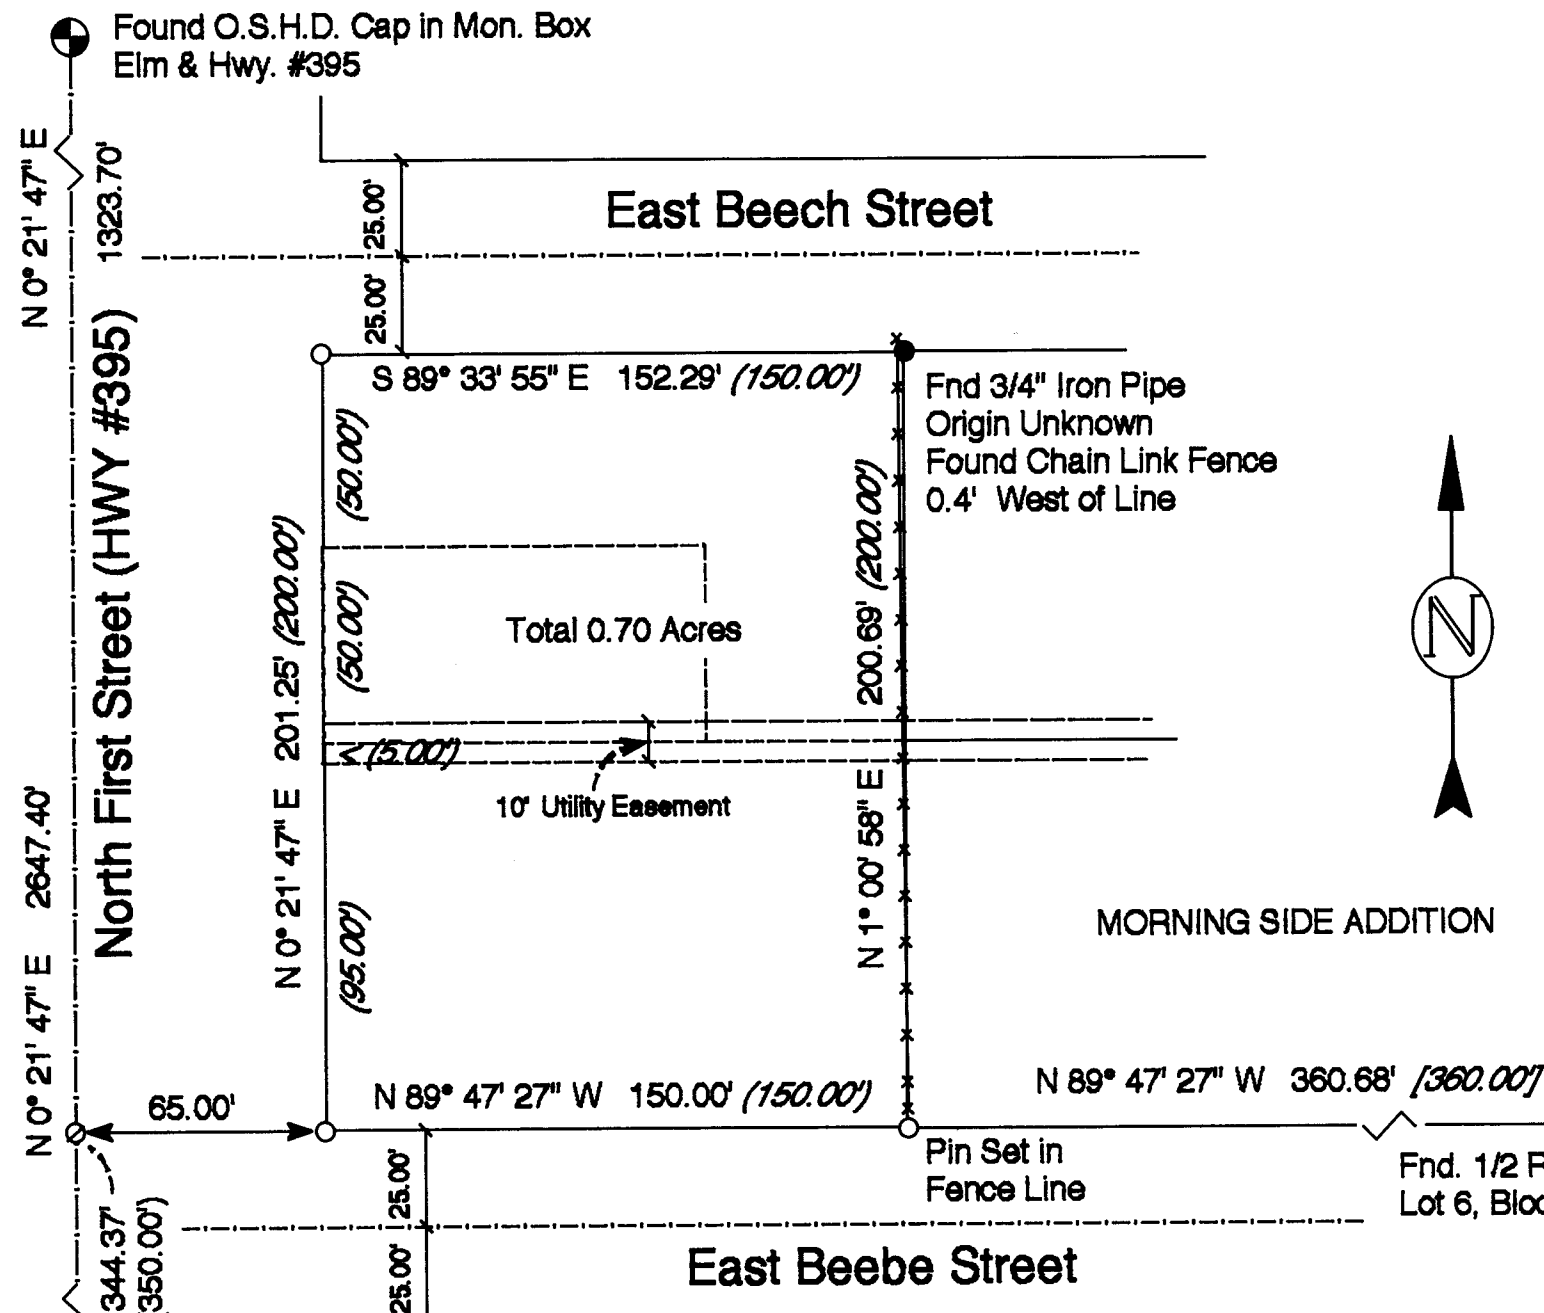 Found O.S.H.D. Cap in Mon. Box
Elm & Hwy. #395
N 0° 21' 47" E
1323.70'
25.00'
East Beech Street
25.00'
North First Street (HWY #395)
S 89° 33' 55" E 152.29' (150.00')
Fnd 3/4" Iron Pipe
Origin Unknown
Found Chain Link Fence
0.4' West of Line
(50.00')
N 0° 21' 47" E 201.25' (200.00')
(50.00')
Total 0.70 Acres
N 1° 00' 58" E 200.69' (200.00')
N
< (5.00')
10' Utility Easement
(95.00')
MORNING SIDE ADDITION
N 0° 21' 47" E 2647.40'
65.00'
N 89° 47' 27" W 150.00' (150.00')
N 89° 47' 27" W 360.68' [360.00']
Pin Set in
Fence Line
Fnd. 1/2 R
Lot 6, Bloc
344.37'
(350.00')
25.00'
East Beebe Street
25.00'